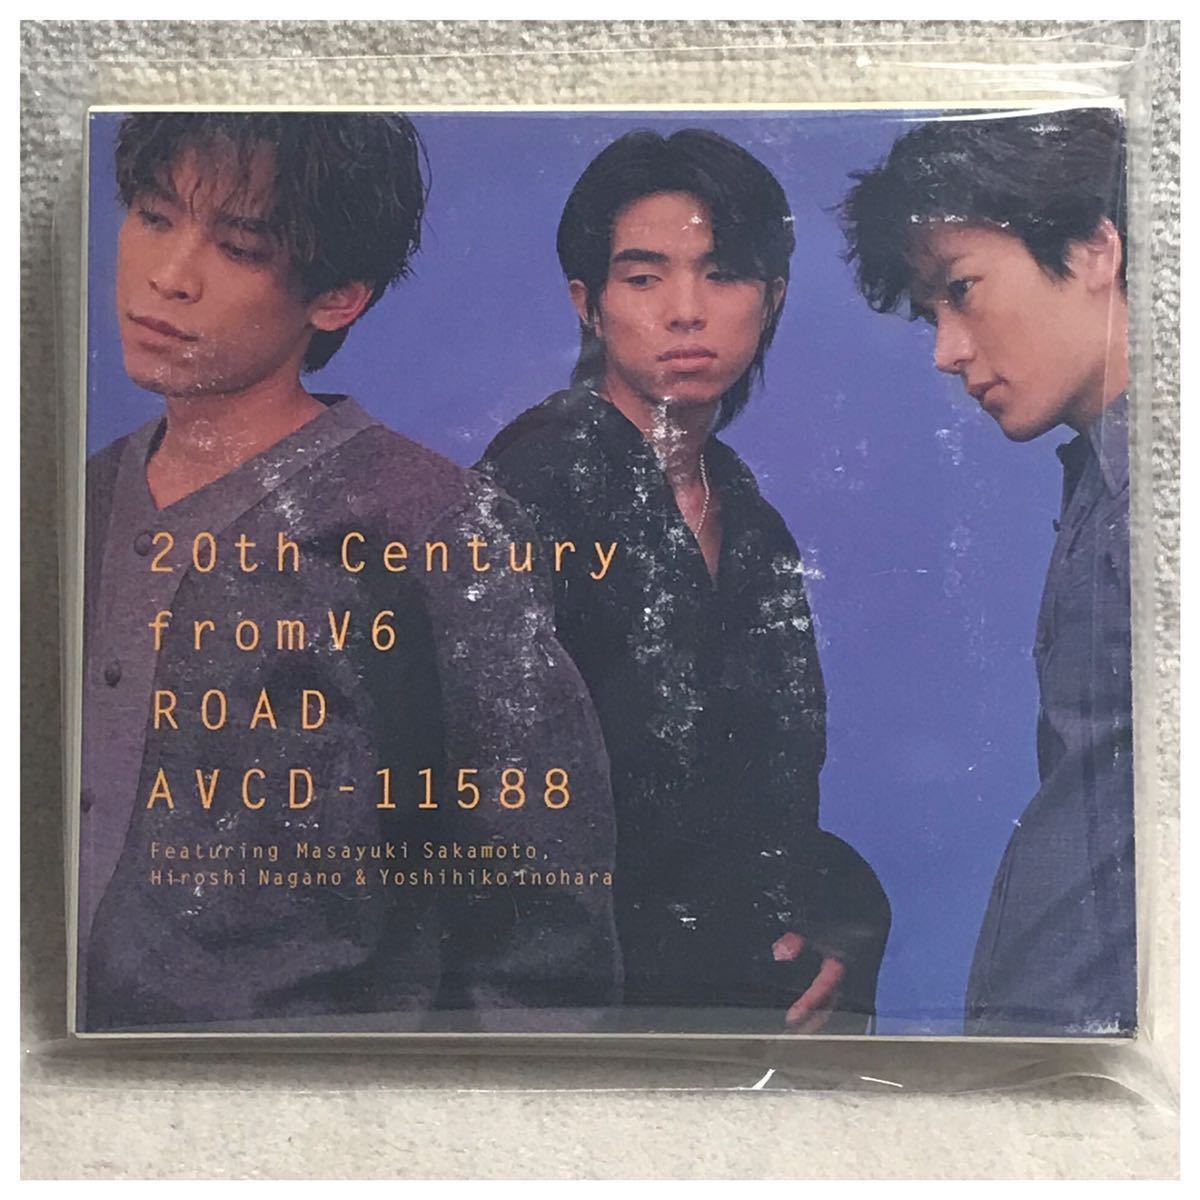 20th Century
from V6
ROAD
AVCD-11588
Featuring Masayuki Sakamoto,
Hiroshi Nagano & Yoshihiko Inohara